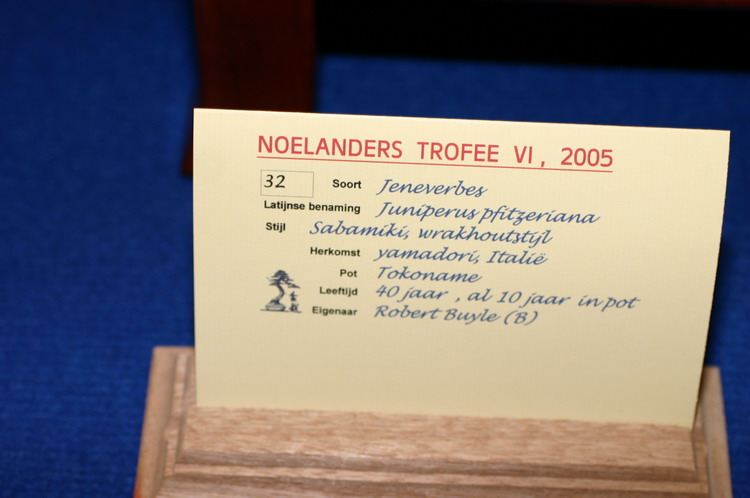 NOELANDERS TROFEE VI, 2005
32 Soort Jeneverbes
Latijnse benaming Juniperus pfitzeriana
Stijl Sabamiki, wrakhoutstijl
Herkomst yamadori, Italië
Pot Tokoname
Leeftijd 40 jaar , al 10 jaar in pot
Eigenaar Robert Buyle (B)